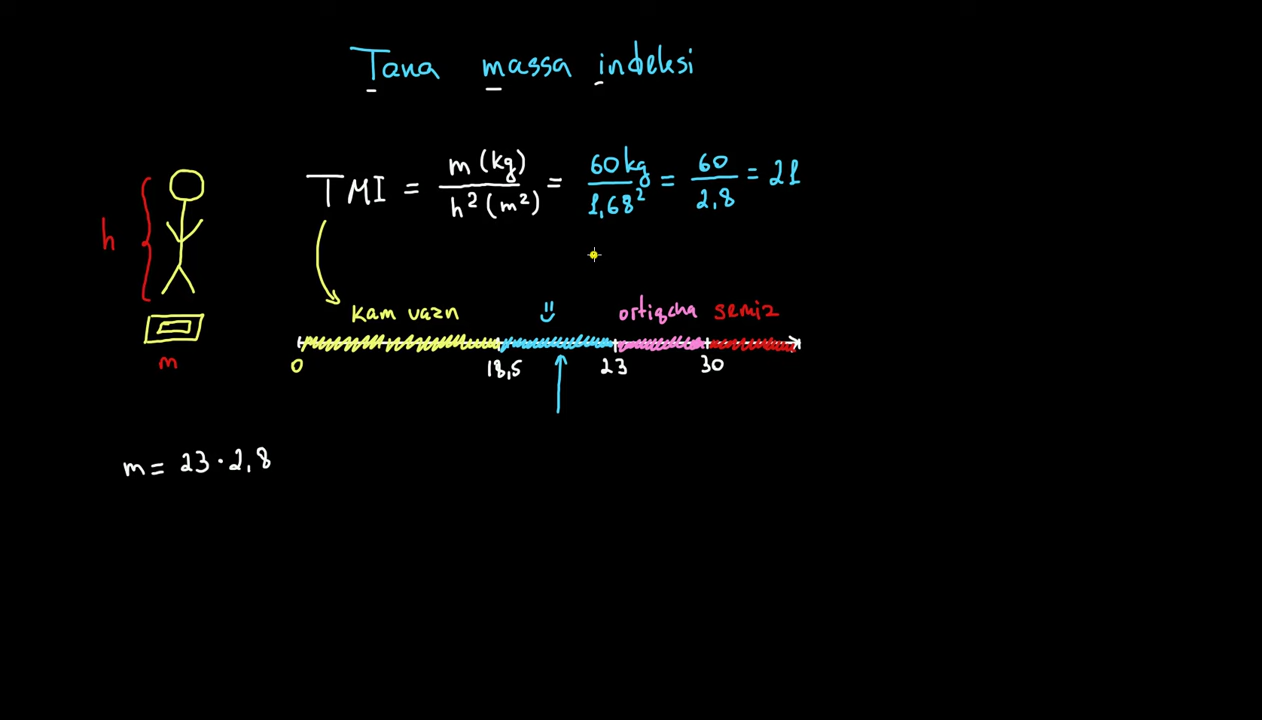 Tana massa indeksi
TMI = m (kg) / h² (m²) = 60kg / 1,68² = 60 / 2,8 = 21
h
kam vazn ortiqcha semiz
0 18,5 23 30
m
m = 23 · 2,8